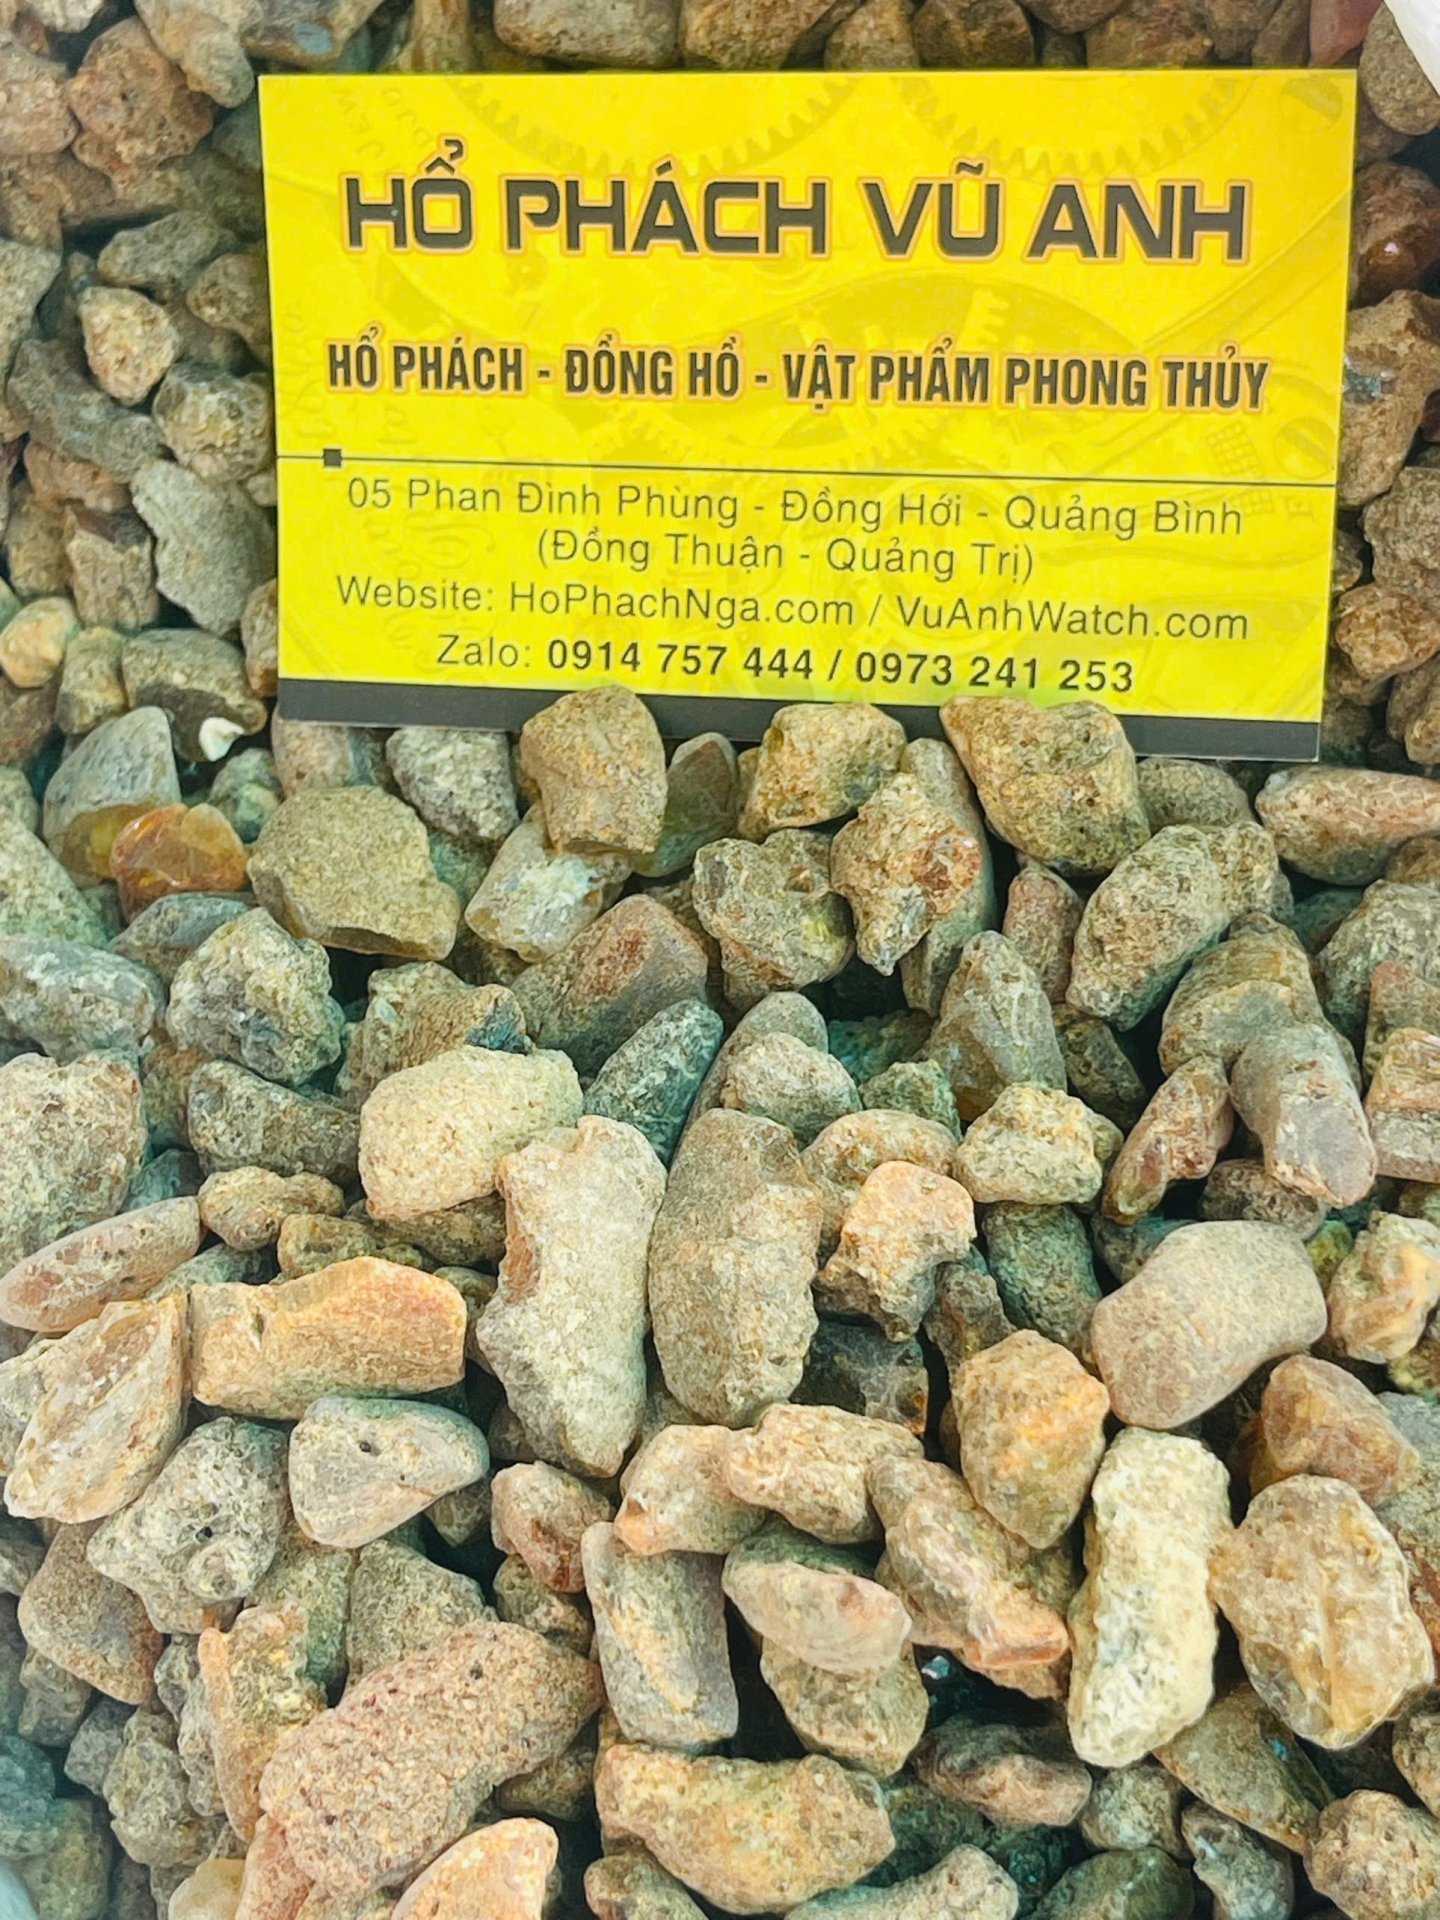 HỔ PHÁCH VŨ ANH
HỔ PHÁCH - ĐỒNG HỒ - VẬT PHẨM PHONG THỦY
05 Phan Đình Phùng - Đồng Hới - Quảng Bình
(Đồng Thuận - Quảng Trị)
Website: HoPhachNga.com / VuAnhWatch.com
Zalo: 0914 757 444 / 0973 241 253